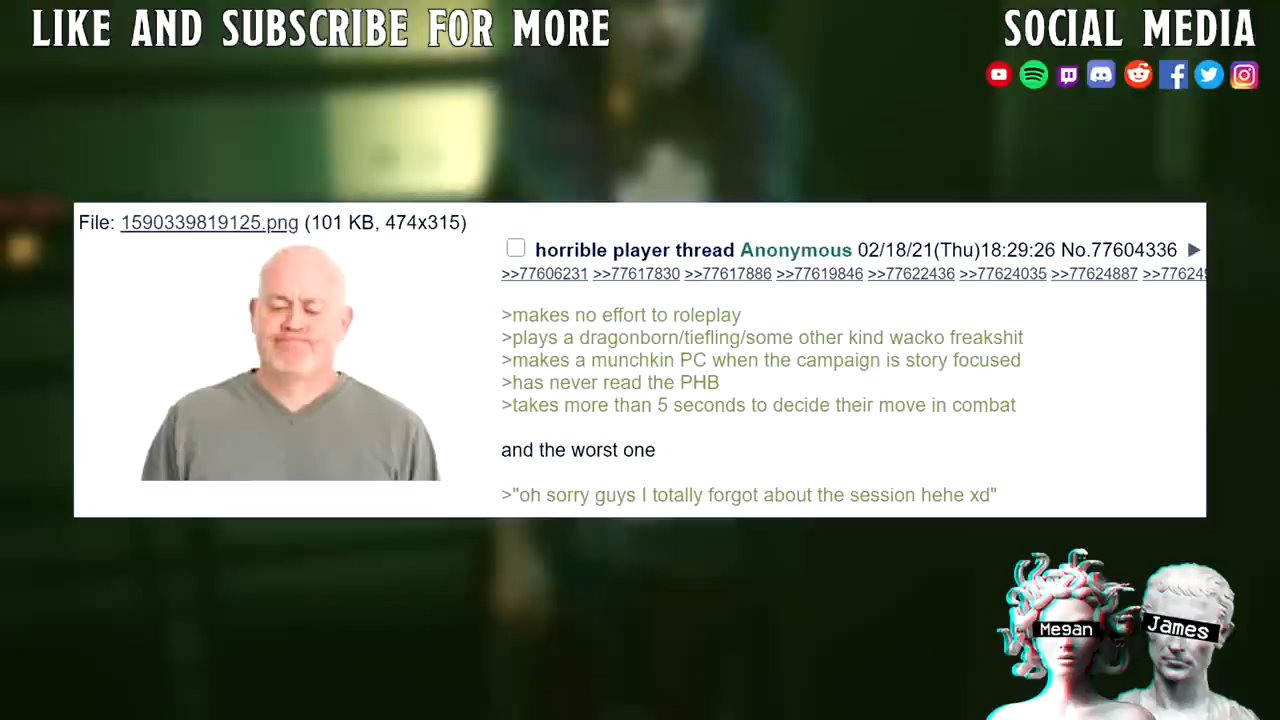 LIKE AND SUBSCRIBE FOR MORE
SOCIAL MEDIA
File: 1590339819125.png (101 KB, 474x315)
horrible player thread Anonymous 02/18/21(Thu)18:29:26 No.77604336 ▶
>>77606231 >>77617830 >>77617886 >>77619846 >>77622436 >>77624035 >>77624887
>makes no effort to roleplay
>plays a dragonborn/tiefling/some other kind wacko freakshit
>makes a munchkin PC when the campaign is story focused
>has never read the PHB
>takes more than 5 seconds to decide their move in combat
and the worst one
>"oh sorry guys I totally forgot about the session hehe xd"
Megan
James